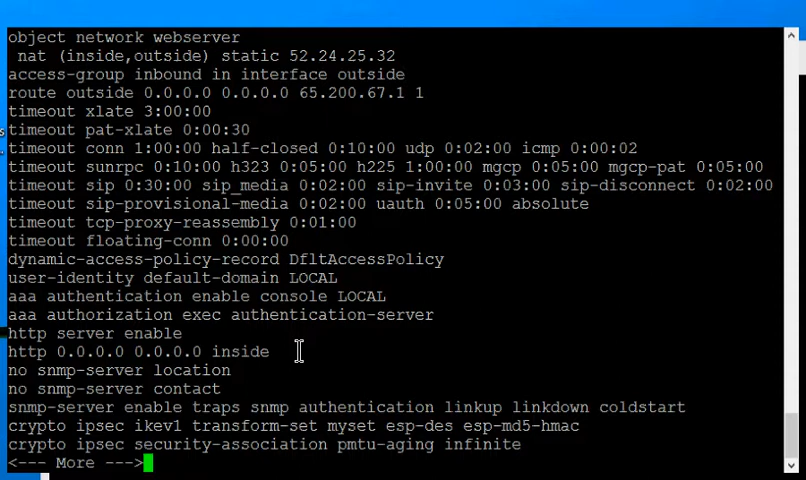 object network webserver
 nat (inside,outside) static 52.24.25.32
access-group inbound in interface outside
route outside 0.0.0.0 0.0.0.0 65.200.67.1 1
timeout xlate 3:00:00
timeout pat-xlate 0:00:30
timeout conn 1:00:00 half-closed 0:10:00 udp 0:02:00 icmp 0:00:02
timeout sunrpc 0:10:00 h323 0:05:00 h225 1:00:00 mgcp 0:05:00 mgcp-pat 0:05:00
timeout sip 0:30:00 sip_media 0:02:00 sip-invite 0:03:00 sip-disconnect 0:02:00
timeout sip-provisional-media 0:02:00 uauth 0:05:00 absolute
timeout tcp-proxy-reassembly 0:01:00
timeout floating-conn 0:00:00
dynamic-access-policy-record DfltAccessPolicy
user-identity default-domain LOCAL
aaa authentication enable console LOCAL
aaa authorization exec authentication-server
http server enable
http 0.0.0.0 0.0.0.0 inside
no snmp-server location
no snmp-server contact
snmp-server enable traps snmp authentication linkup linkdown coldstart
crypto ipsec ikev1 transform-set myset esp-des esp-md5-hmac
crypto ipsec security-association pmtu-aging infinite
<--- More --->